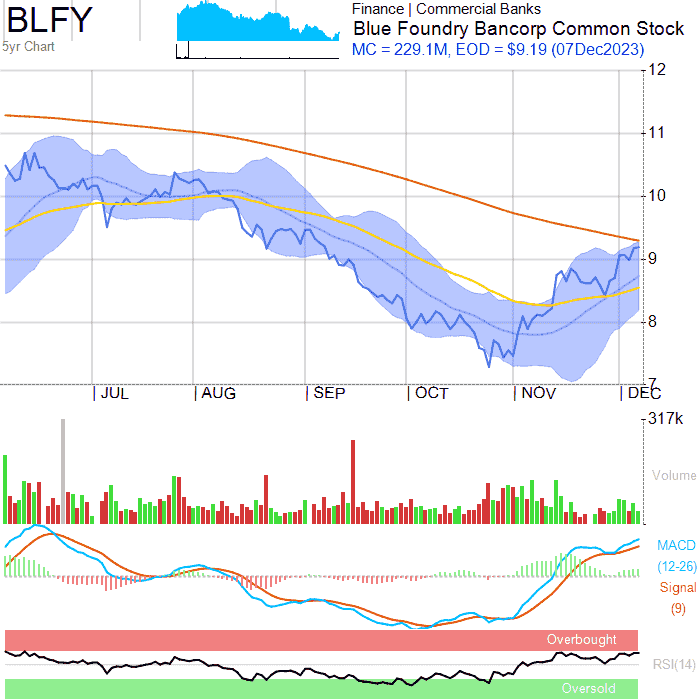 BLFY
5yr Chart
Finance | Commercial Banks
Blue Foundry Bancorp Common Stock
MC = 229.1M, EOD = $9.19 (07Dec2023)
12
11
10
9
8
7
JUL AUG SEP OCT NOV DEC
317k
Volume
MACD
(12-26)
Signal
(9)
Overbought
RSI(14)
Oversold